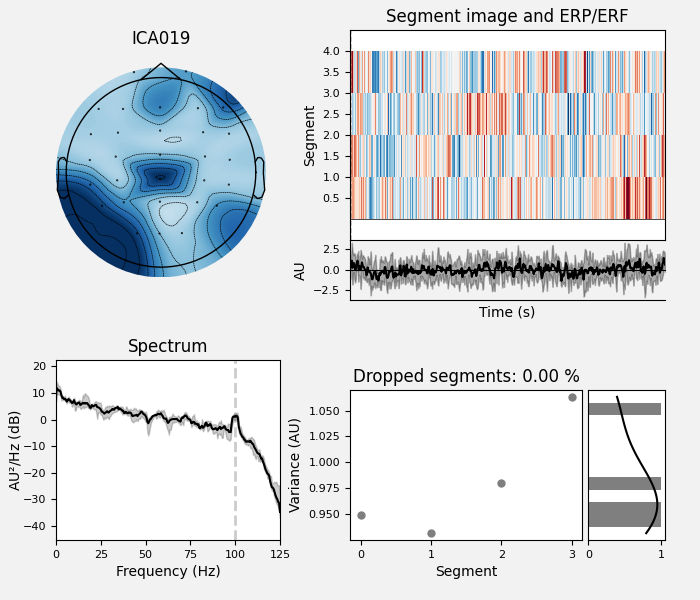 ICA019
Segment image and ERP/ERF
Segment
4.0
3.5
3.0
2.5
2.0
1.5
1.0
0.5
AU
2.5
0.0
−2.5
Time (s)
Spectrum
AU²/Hz (dB)
20
10
0
−10
−20
−30
−40
0 25 50 75 100 125
Frequency (Hz)
Dropped segments: 0.00 %
Variance (AU)
1.050
1.025
1.000
0.975
0.950
0 1 2 3
Segment
0 1